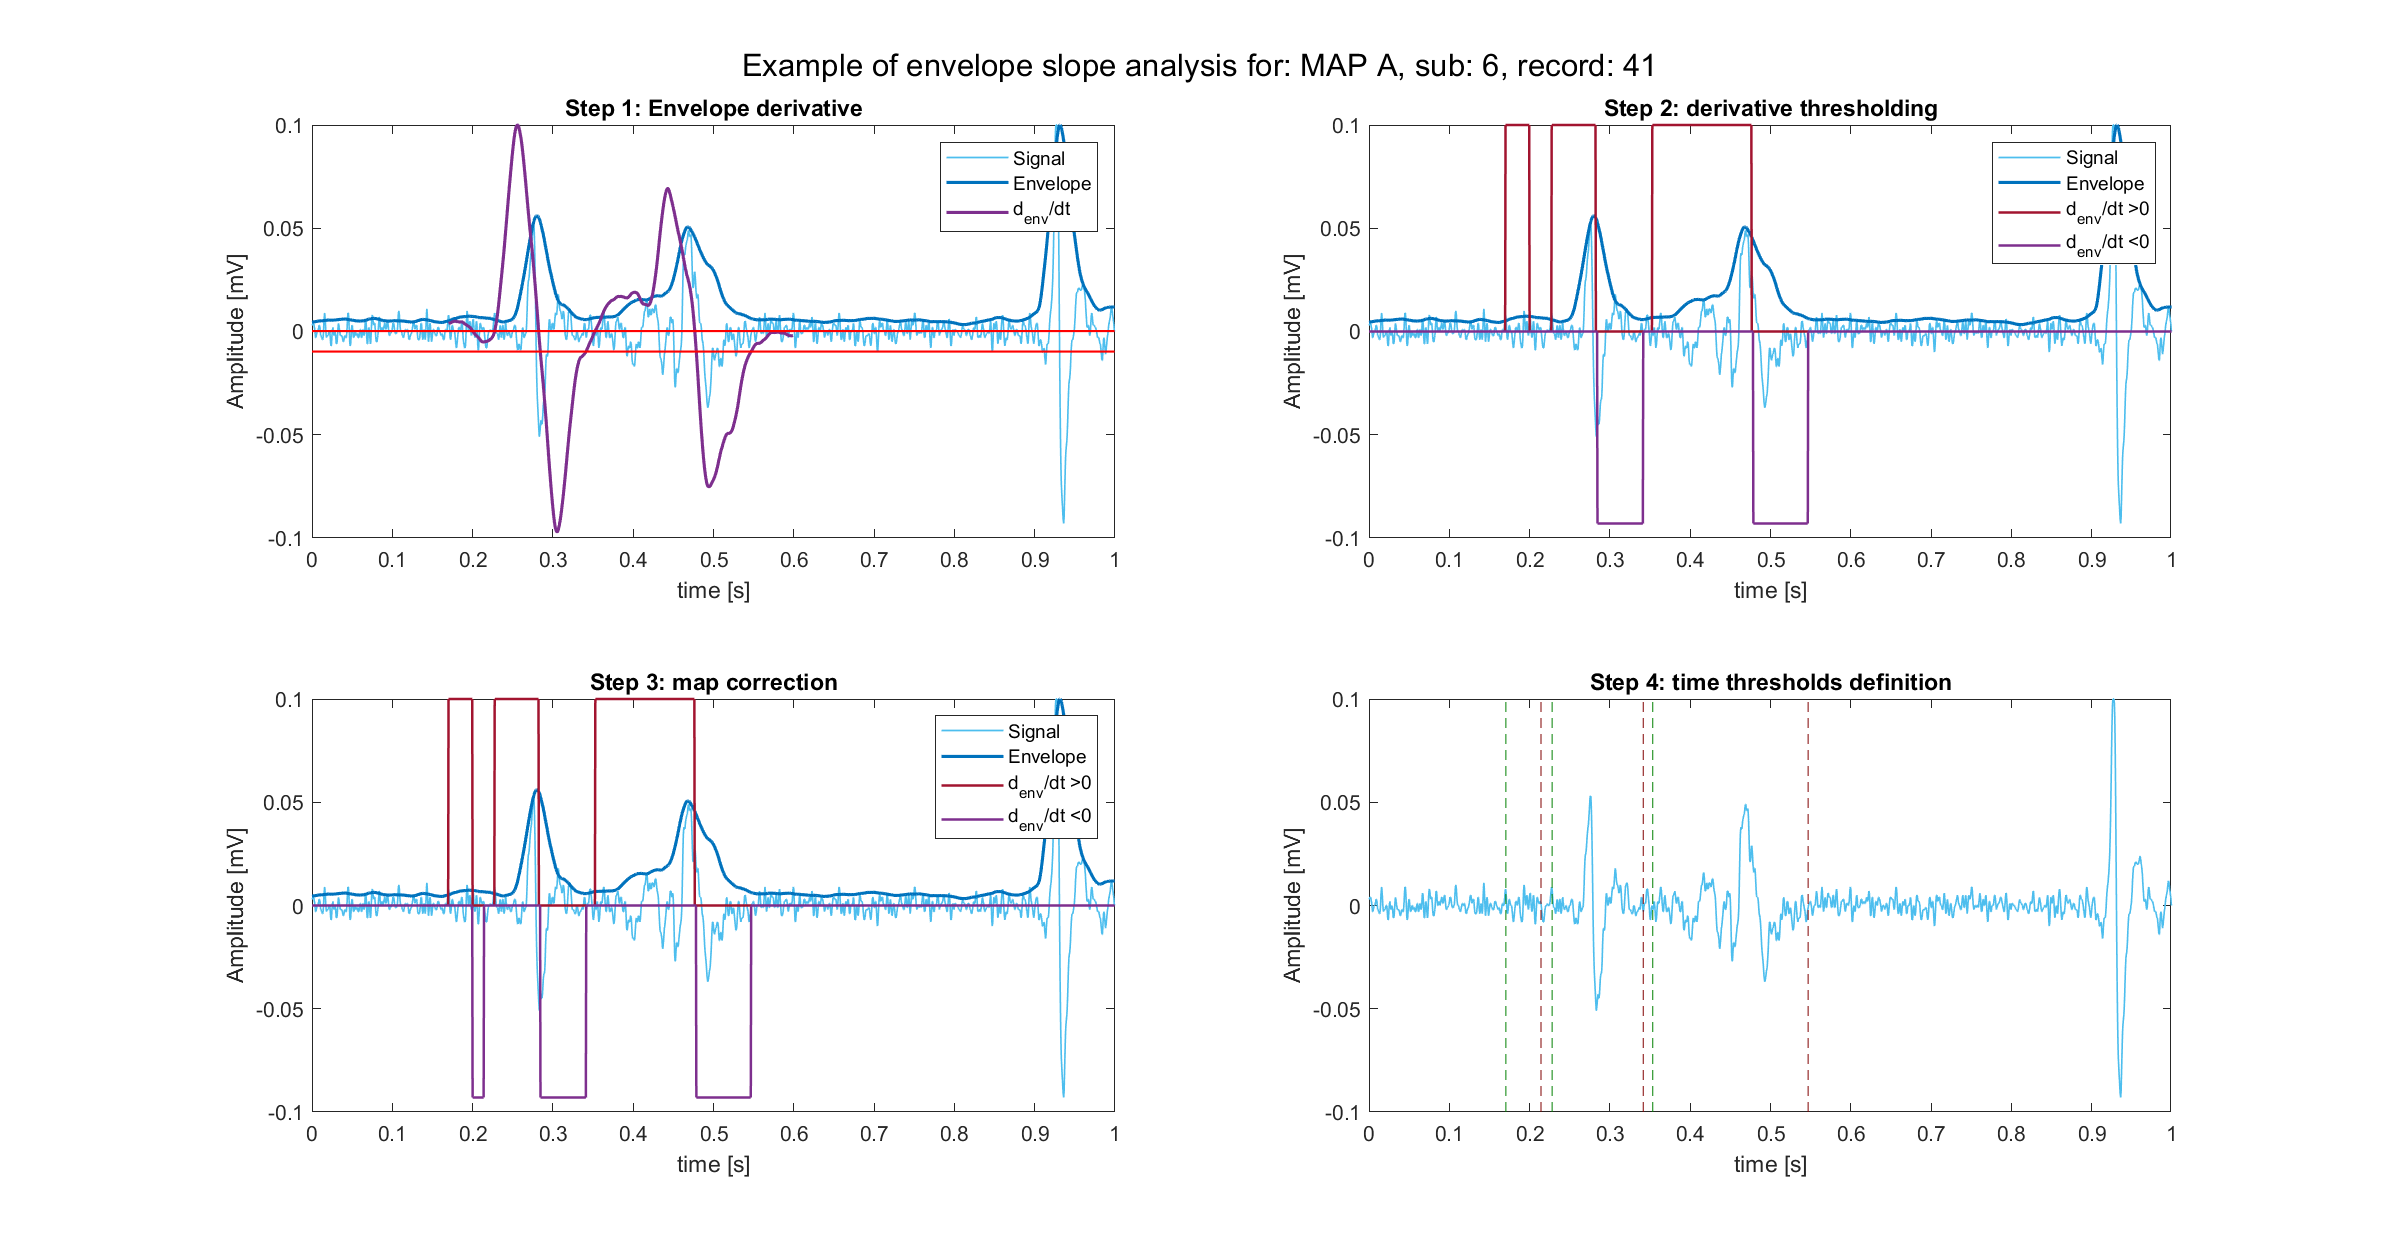 Example of envelope slope analysis for: MAP A, sub: 6, record: 41
Step 1: Envelope derivative
0.1
0.05
0
-0.05
-0.1
Amplitude [mV]
0 0.1 0.2 0.3 0.4 0.5 0.6 0.7 0.8 0.9 1
time [s]
Signal
Envelope
d_env/dt
Step 2: derivative thresholding
0.1
0.05
0
-0.05
-0.1
Amplitude [mV]
0 0.1 0.2 0.3 0.4 0.5 0.6 0.7 0.8 0.9 1
time [s]
Signal
Envelope
d_env/dt >0
d_env/dt <0
Step 3: map correction
0.1
0.05
0
-0.05
-0.1
Amplitude [mV]
0 0.1 0.2 0.3 0.4 0.5 0.6 0.7 0.8 0.9 1
time [s]
Signal
Envelope
d_env/dt >0
d_env/dt <0
Step 4: time thresholds definition
0.1
0.05
0
-0.05
-0.1
Amplitude [mV]
0 0.1 0.2 0.3 0.4 0.5 0.6 0.7 0.8 0.9 1
time [s]